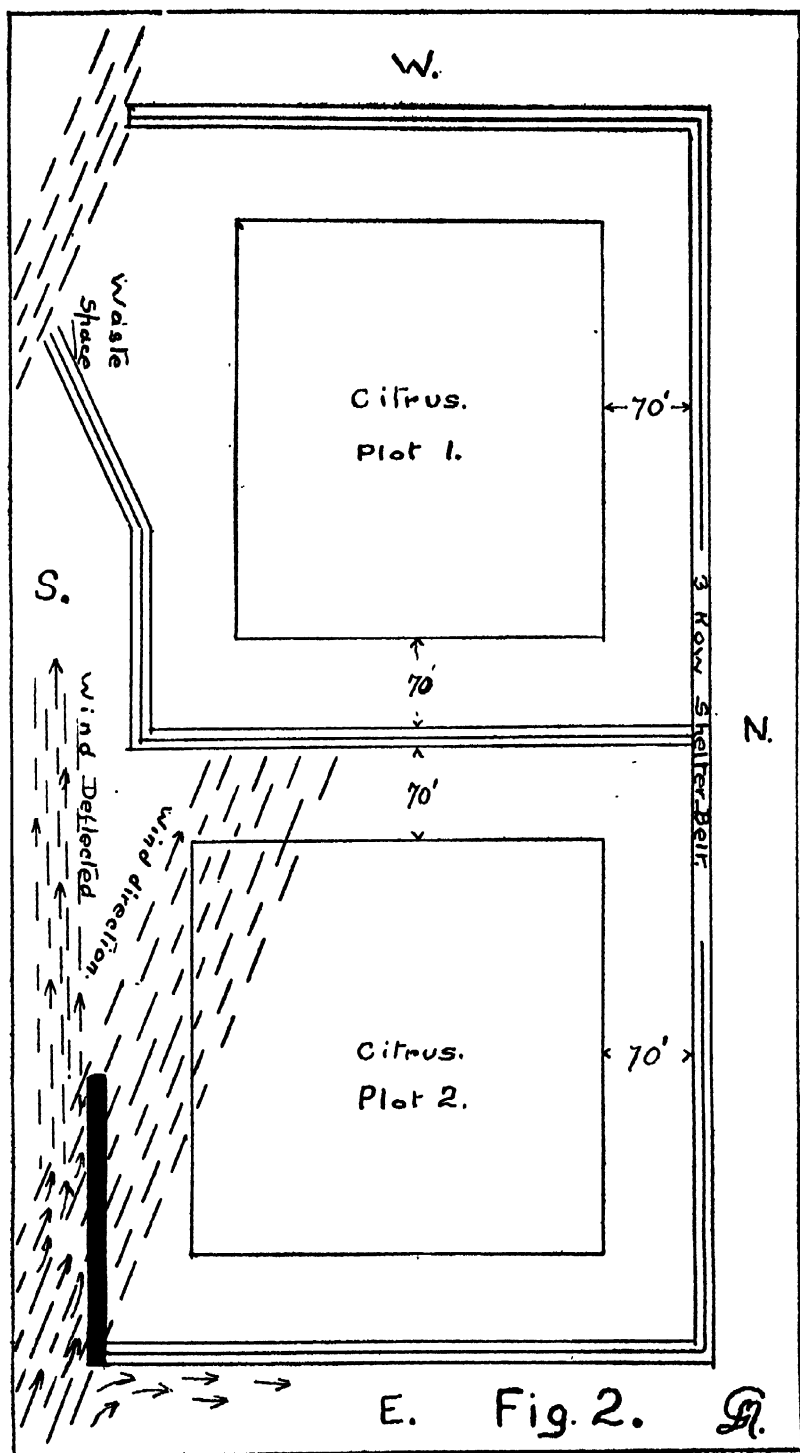 W.
Waste
Space
Citrus.
Plot 1.
70'
S.
70'
3 Row Shelter Belt.
N.
Wind Deflected
70'
Wind direction.
Citrus.
Plot 2.
70'
E.
Fig. 2.